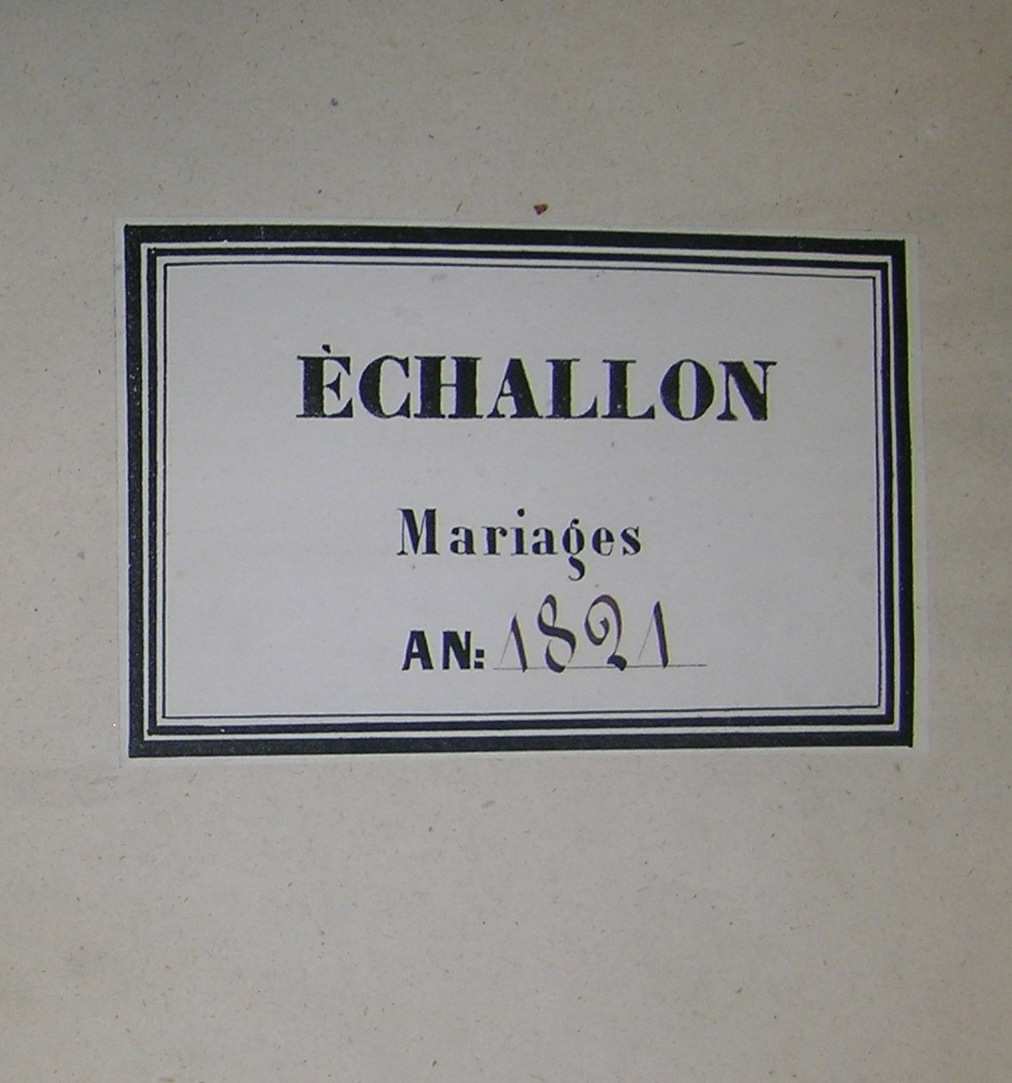 ÈCHALLON
Mariages
AN: 1821